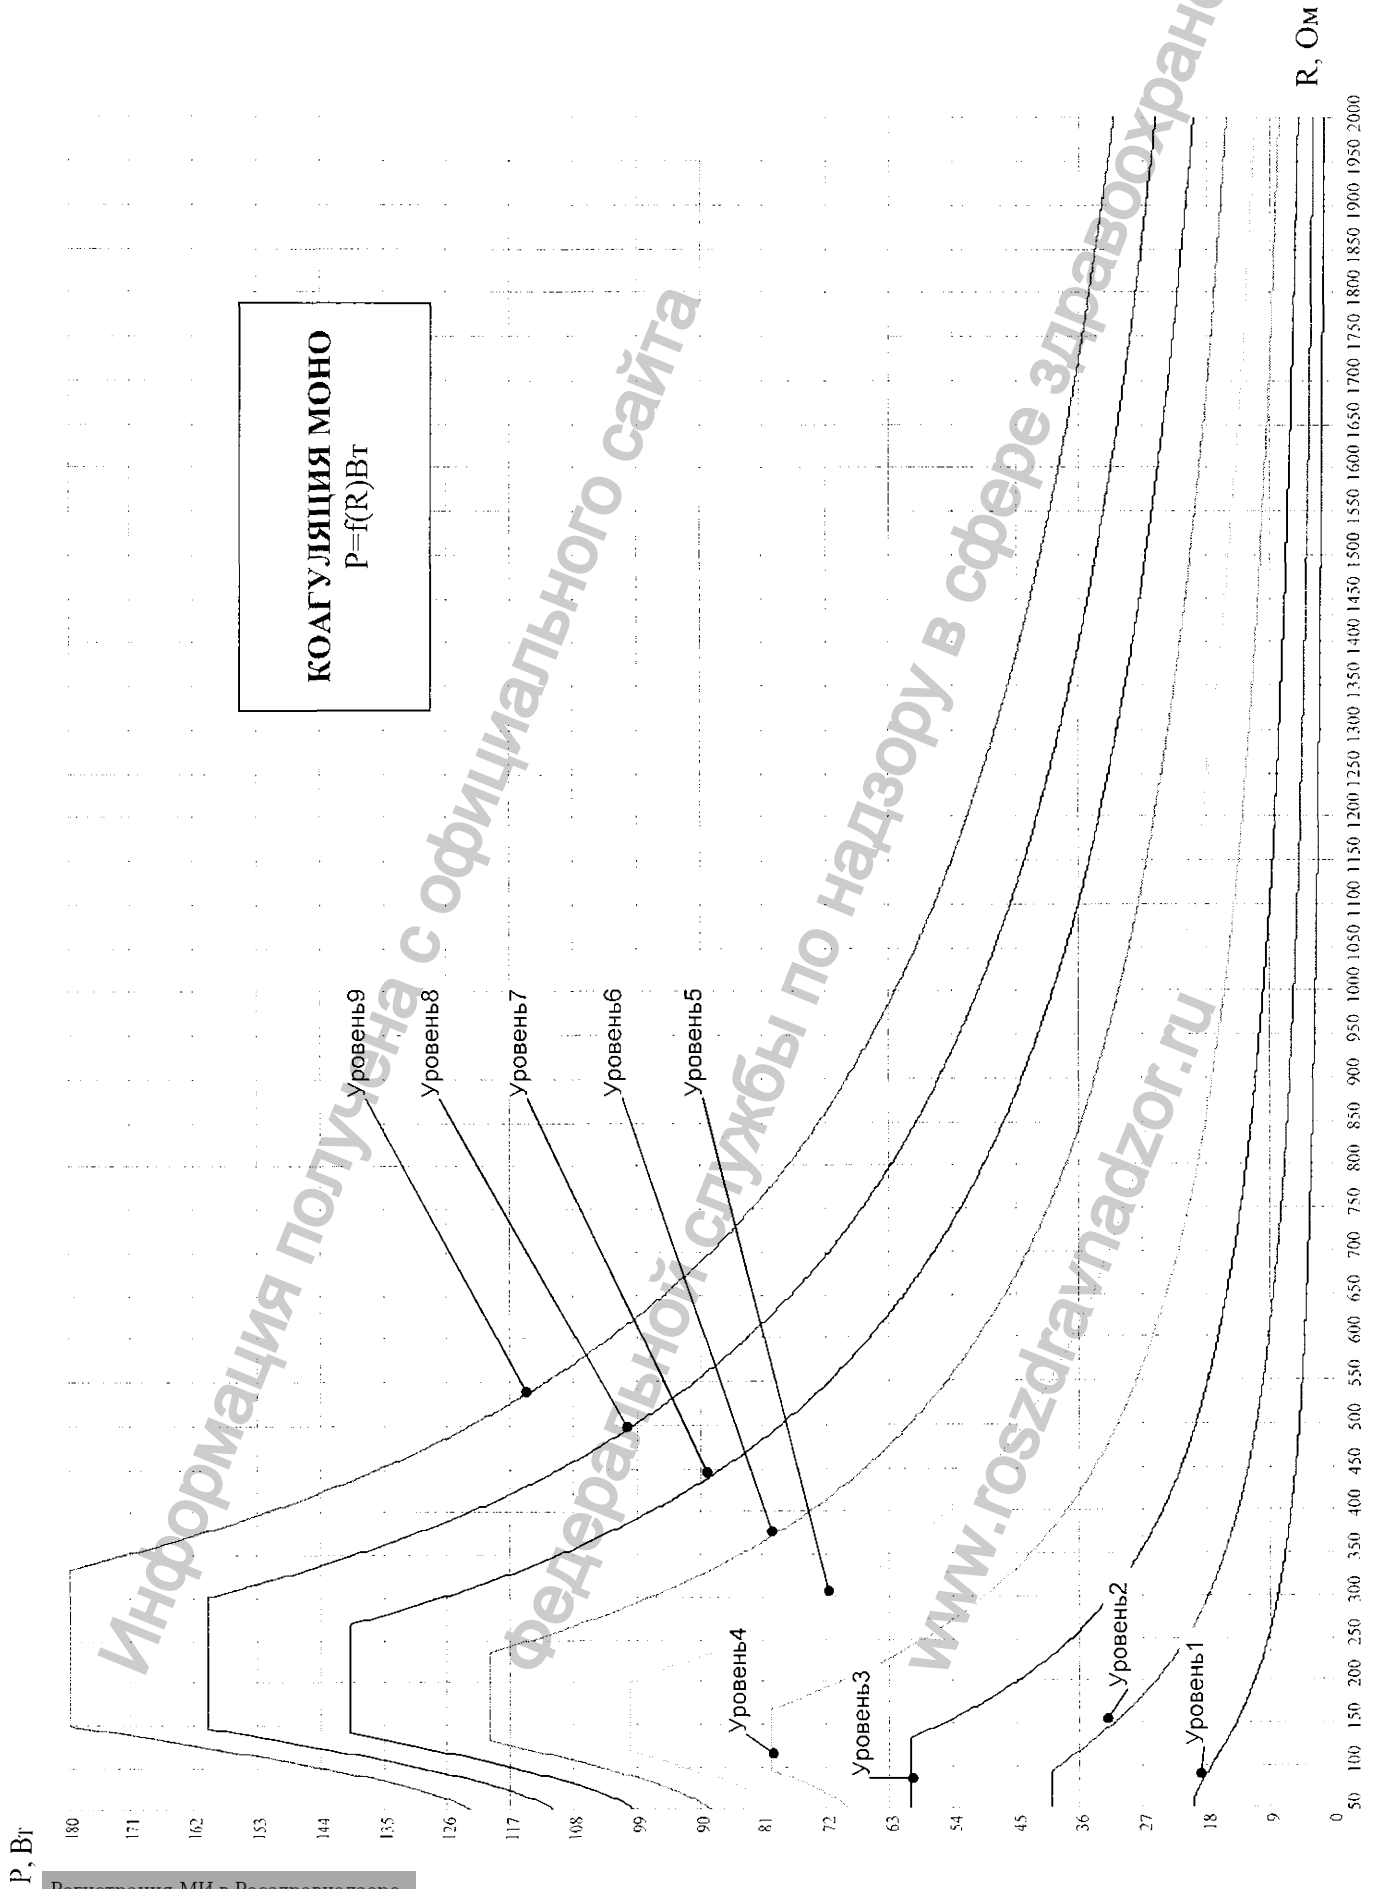 P, Вт
180
171
162
153
144
135
126
117
108
99
90
81
72
63
54
45
36
27
18
9
0
КОАГУЛЯЦИЯ МОНО
P=f(R)Вт
Уровень9
Уровень8
Уровень7
Уровень6
Уровень5
Уровень4
Уровень3
Уровень2
Уровень1
50 100 150 200 250 300 350 400 450 500 550 600 650 700 750 800 850 900 950 1000 1050 1100 1150 1200 1250 1300 1350 1400 1450 1500 1550 1600 1650 1700 1750 1800 1850 1900 1950 2000
R, Ом
Информация получена с официального сайта
Федеральной службы по надзору в сфере
www.roszdravnadzor.ru